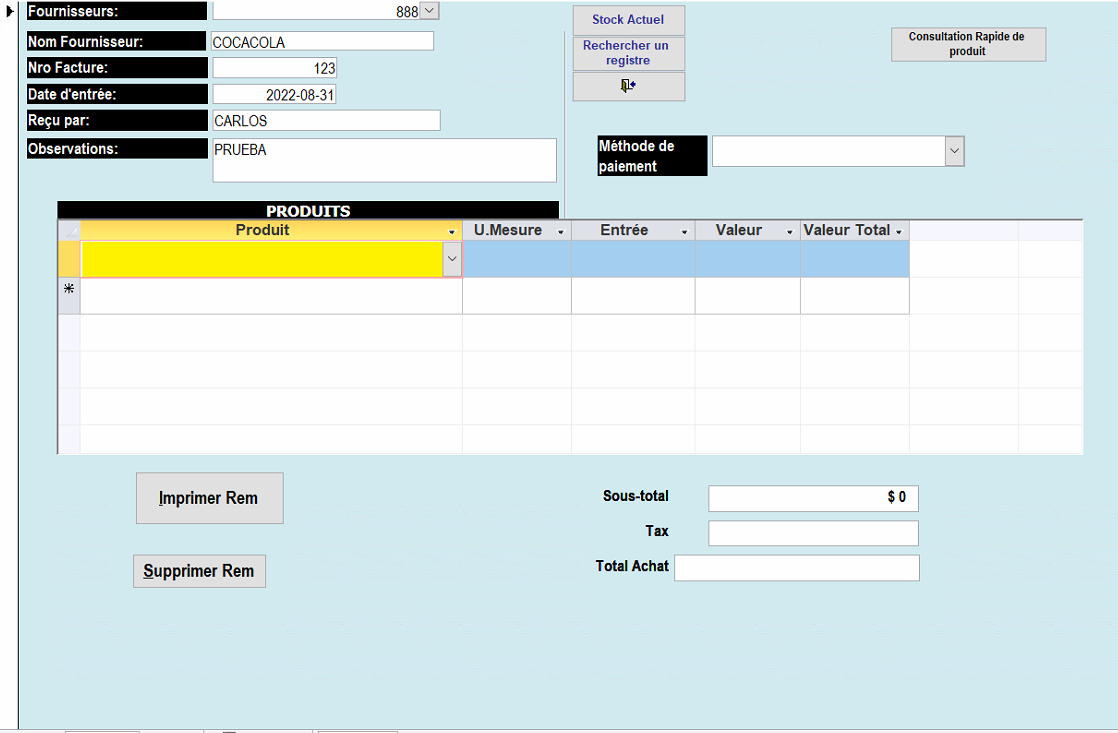 Fournisseurs: 888
Nom Fournisseur: COCACOLA
Nro Facture: 123
Date d'entrée: 2022-08-31
Reçu par: CARLOS
Observations: PRUEBA
Stock Actuel
Rechercher un
registre
Consultation Rapide de
produit
Méthode de
paiement
PRODUITS
Produit U.Mesure Entrée Valeur Valeur Total
Imprimer Rem
Supprimer Rem
Sous-total $ 0
Tax
Total Achat